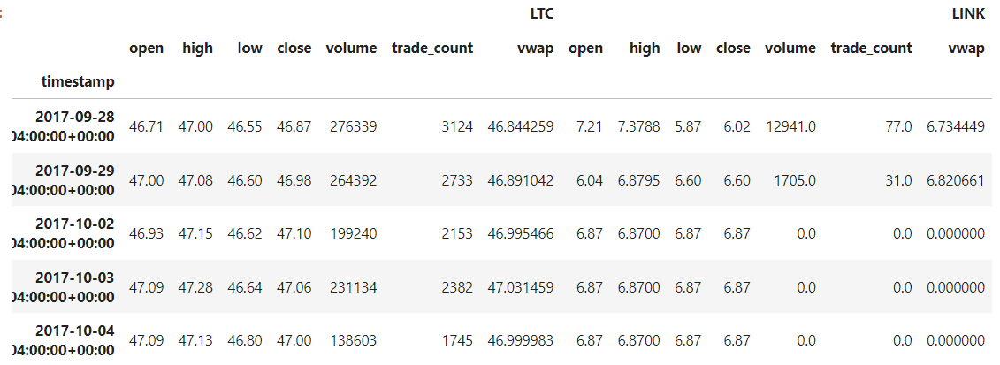 LTC LINK
open high low close volume trade_count vwap open high low close volume trade_count vwap
timestamp
2017-09-28
04:00:00+00:00 46.71 47.00 46.55 46.87 276339 3124 46.844259 7.21 7.3788 5.87 6.02 12941.0 77.0 6.734449
2017-09-29
04:00:00+00:00 47.00 47.08 46.60 46.98 264392 2733 46.891042 6.04 6.8795 6.60 6.60 1705.0 31.0 6.820661
2017-10-02
04:00:00+00:00 46.93 47.15 46.62 47.10 199240 2153 46.995466 6.87 6.8700 6.87 6.87 0.0 0.0 0.000000
2017-10-03
04:00:00+00:00 47.09 47.28 46.64 47.06 231134 2382 47.031459 6.87 6.8700 6.87 6.87 0.0 0.0 0.000000
2017-10-04
04:00:00+00:00 47.09 47.13 46.80 47.00 138603 1745 46.999983 6.87 6.8700 6.87 6.87 0.0 0.0 0.000000